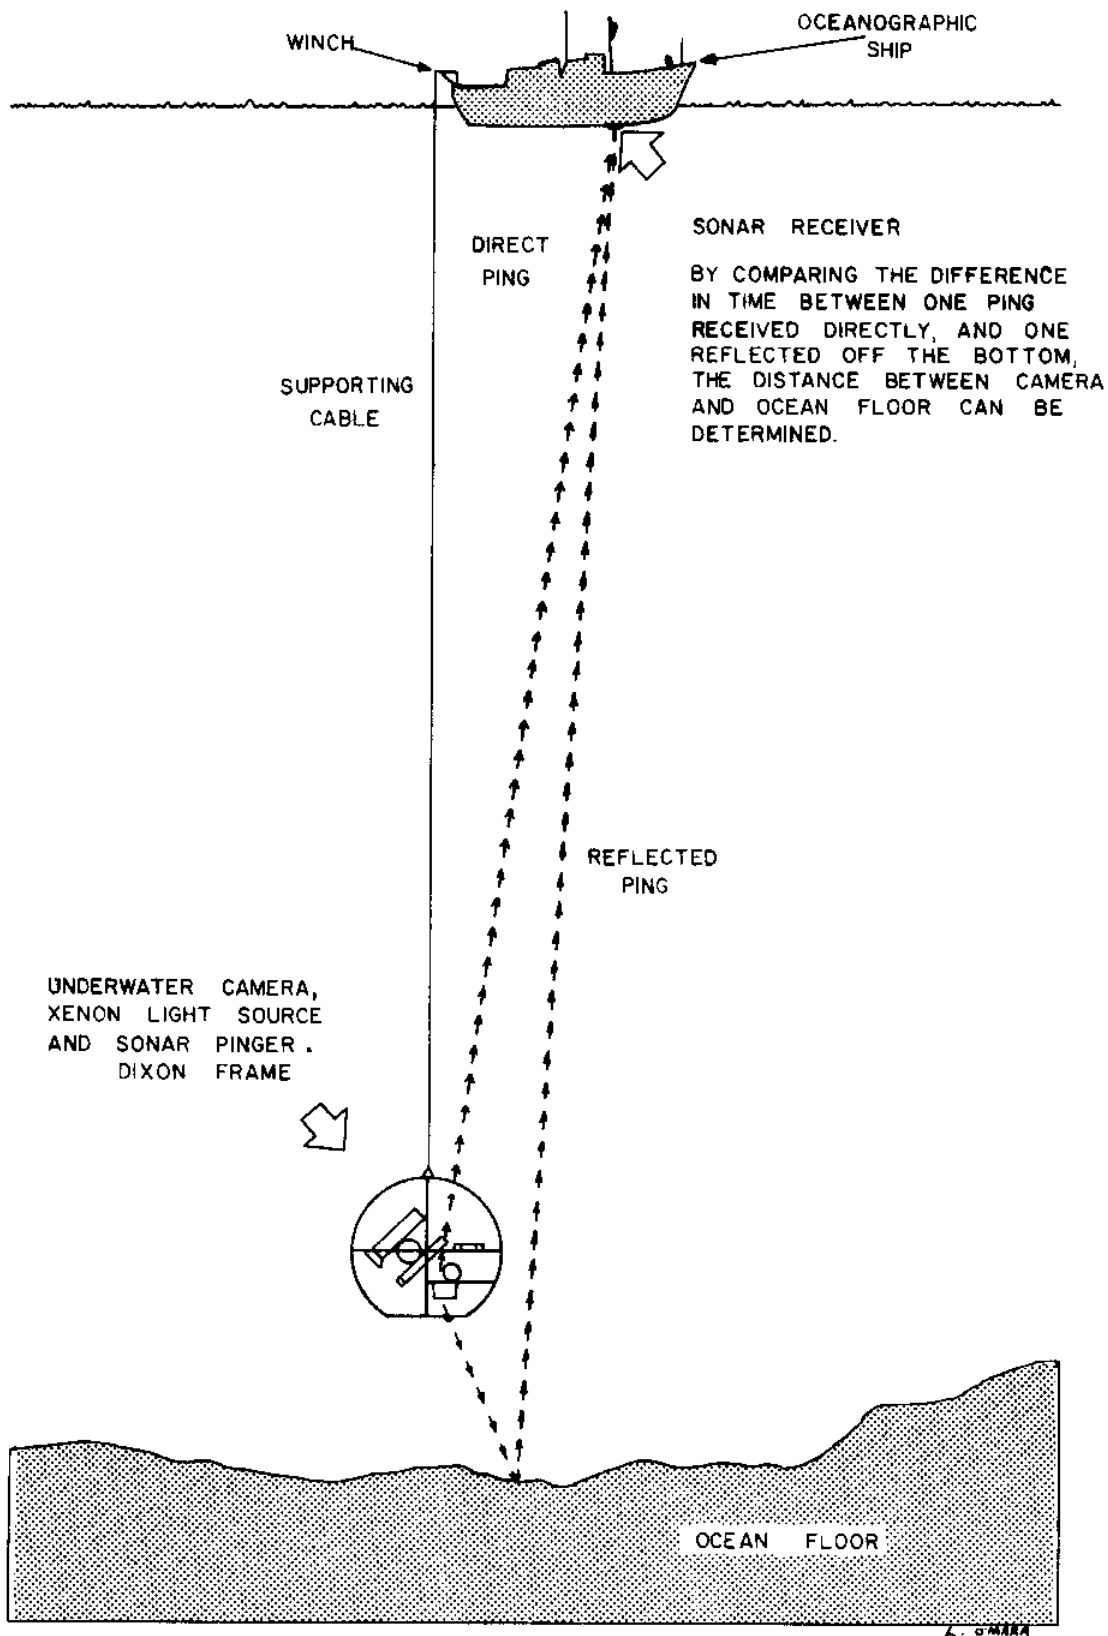 WINCH
OCEANOGRAPHIC
SHIP
DIRECT
PING
SONAR RECEIVER
BY COMPARING THE DIFFERENCE
IN TIME BETWEEN ONE PING
RECEIVED DIRECTLY, AND ONE
REFLECTED OFF THE BOTTOM,
THE DISTANCE BETWEEN CAMERA
AND OCEAN FLOOR CAN BE
DETERMINED.
SUPPORTING
CABLE
REFLECTED
PING
UNDERWATER CAMERA,
XENON LIGHT SOURCE
AND SONAR PINGER.
DIXON FRAME
OCEAN FLOOR
O'MARA